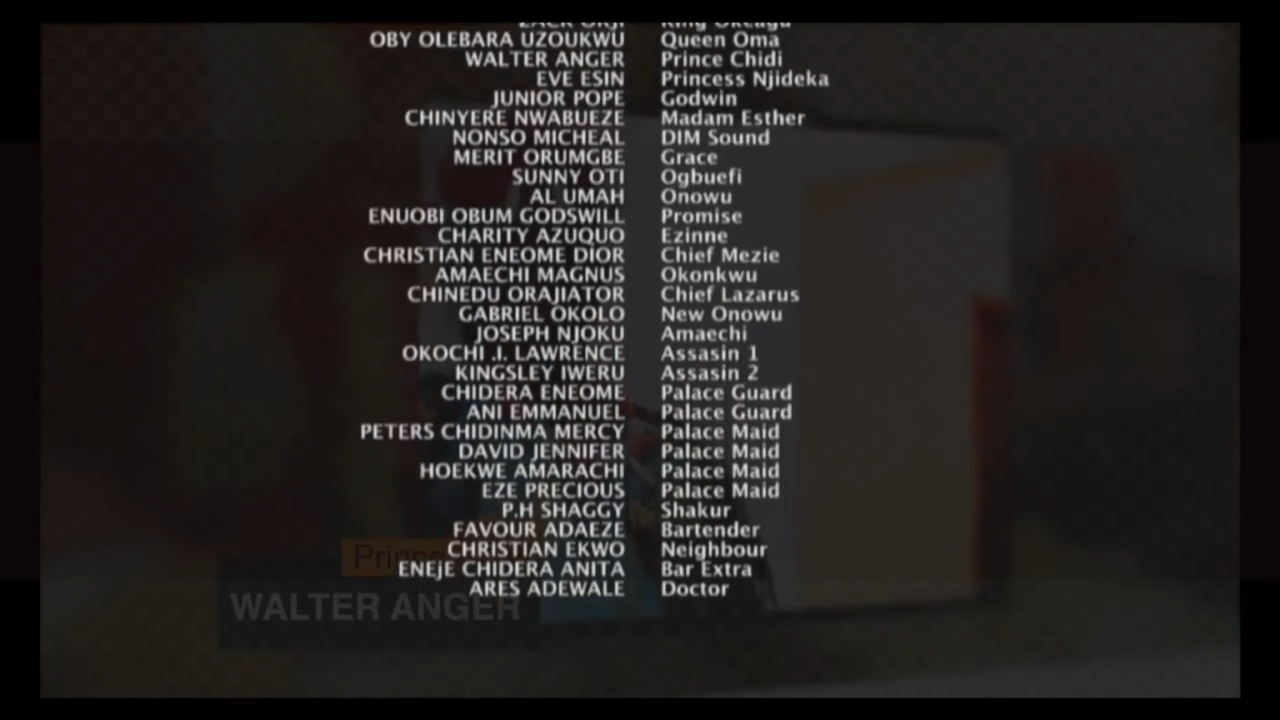 ZACK ORJI King Okeagu
OBY OLEBARA UZOUKWU Queen Oma
WALTER ANGER Prince Chidi
EVE ESIN Princess Njideka
JUNIOR POPE Godwin
CHINYERE NWABUEZE Madam Esther
NONSO MICHEAL DIM Sound
MERIT ORUMGBE Grace
SUNNY OTI Ogbuefi
AL UMAH Onowu
ENUOBI OBUM GODSWILL Promise
CHARITY AZUQUO Ezinne
CHRISTIAN ENEOME DIOR Chief Mezie
AMAECHI MAGNUS Okonkwu
CHINEDU ORAJIATOR Chief Lazarus
GABRIEL OKOLO New Onowu
JOSEPH NJOKU Amaechi
OKOCHI .I. LAWRENCE Assasin 1
KINGSLEY IWERU Assasin 2
CHIDERA ENEOME Palace Guard
ANI EMMANUEL Palace Guard
PETERS CHIDINMA MERCY Palace Maid
DAVID JENNIFER Palace Maid
HOEKWE AMARACHI Palace Maid
EZE PRECIOUS Palace Maid
P.H SHAGGY Shakur
FAVOUR ADAEZE Bartender
CHRISTIAN EKWO Neighbour
ENEjE CHIDERA ANITA Bar Extra
ARES ADEWALE Doctor
WALTER ANGER